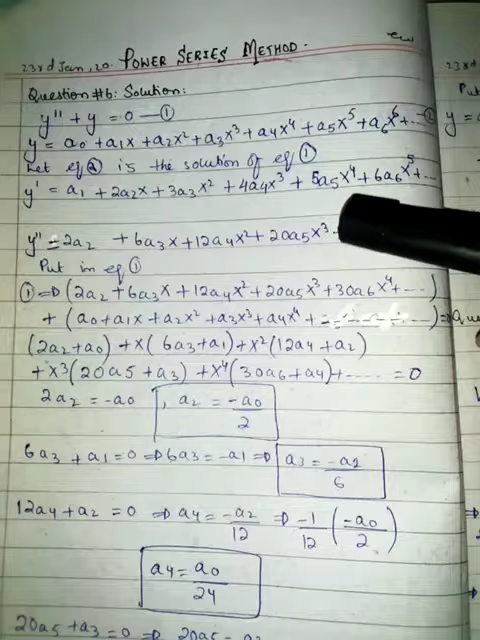 23rd Jan, 20. POWER SERIES METHOD.
Question #6: Solution:
y'' + y = 0 — ①
y = a₀ + a₁x + a₂x² + a₃x³ + a₄x⁴ + a₅x⁵ + a₆x⁶ + ... ②
Let eq ② is the solution of eq ①
y' = a₁ + 2a₂x + 3a₃x² + 4a₄x³ + 5a₅x⁴ + 6a₆x⁵ + ...
y'' = 2a₂ + 6a₃x + 12a₄x² + 20a₅x³
Put in eq ①
① ⇒ (2a₂ + 6a₃x + 12a₄x² + 20a₅x³ + 30a₆x⁴ + ...)
+ (a₀ + a₁x + a₂x² + a₃x³ + a₄x⁴ + ...)
(2a₂ + a₀) + x(6a₃ + a₁) + x²(12a₄ + a₂)
+ x³(20a₅ + a₃) + x⁴(30a₆ + a₄) + ..... = 0
2a₂ = -a₀ , a₂ = -a₀/2
6a₃ + a₁ = 0 ⇒ 6a₃ = -a₁ ⇒ a₃ = -a₁/6
12a₄ + a₂ = 0 ⇒ a₄ = -a₂/12 ⇒ -1/12 (-a₀/2)
a₄ = a₀/24
20a₅ + a₃ = 0 ⇒ 20a₅ = -a₃
23rd
Put
y =